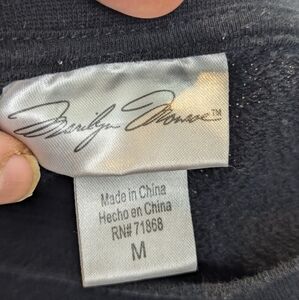 Marilyn Monroe™
Made in China
Hecho en China
RN# 71868
M